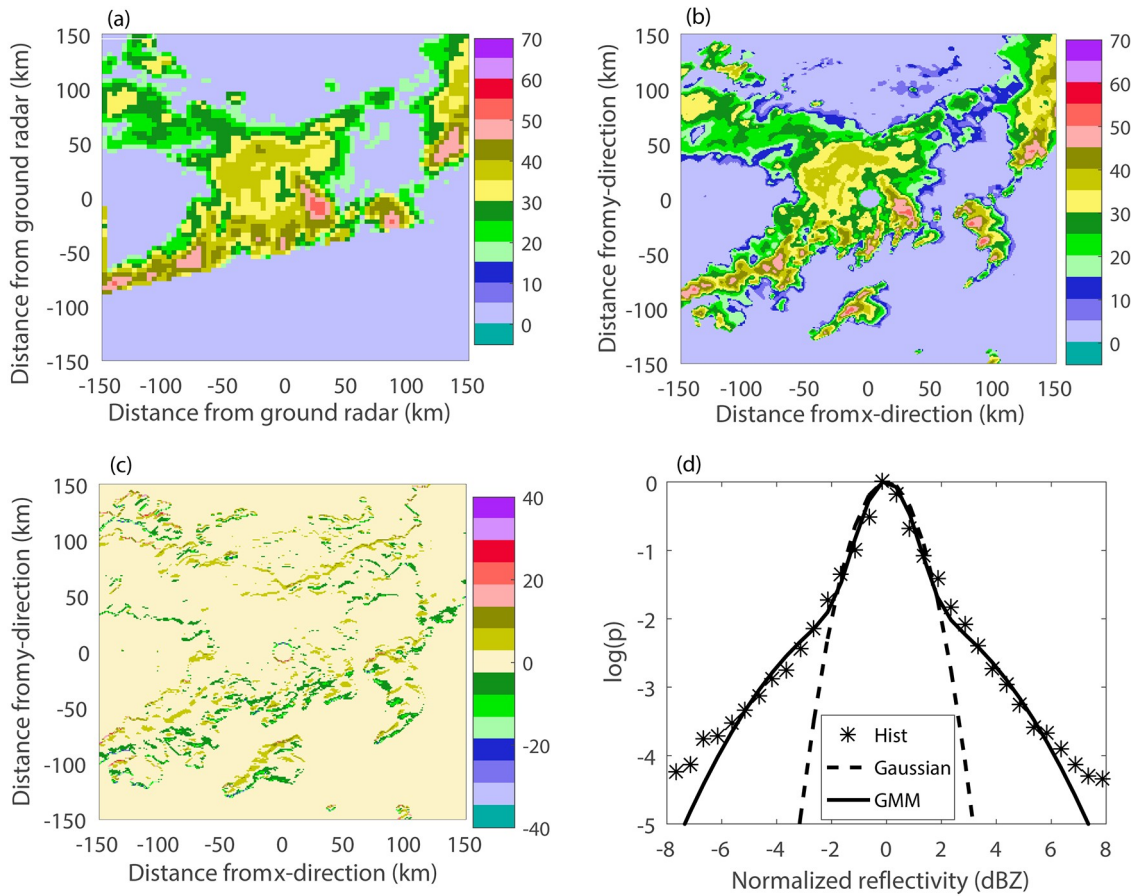 (a)
150
100
50
0
-50
-100
-150
Distance from ground radar (km)
-150 -100 -50 0 50 100 150
Distance from ground radar (km)
70
60
50
40
30
20
10
0
(b)
150
100
50
0
-50
-100
-150
Distance fromy-direction (km)
-150 -100 -50 0 50 100 150
Distance fromx-direction (km)
70
60
50
40
30
20
10
0
(c)
150
100
50
0
-50
-100
-150
Distance fromy-direction (km)
-150 -100 -50 0 50 100 150
Distance fromx-direction (km)
40
20
0
-20
-40
(d)
0
-1
-2
-3
-4
-5
log(p)
Hist
Gaussian
GMM
-8 -6 -4 -2 0 2 4 6 8
Normalized reflectivity (dBZ)